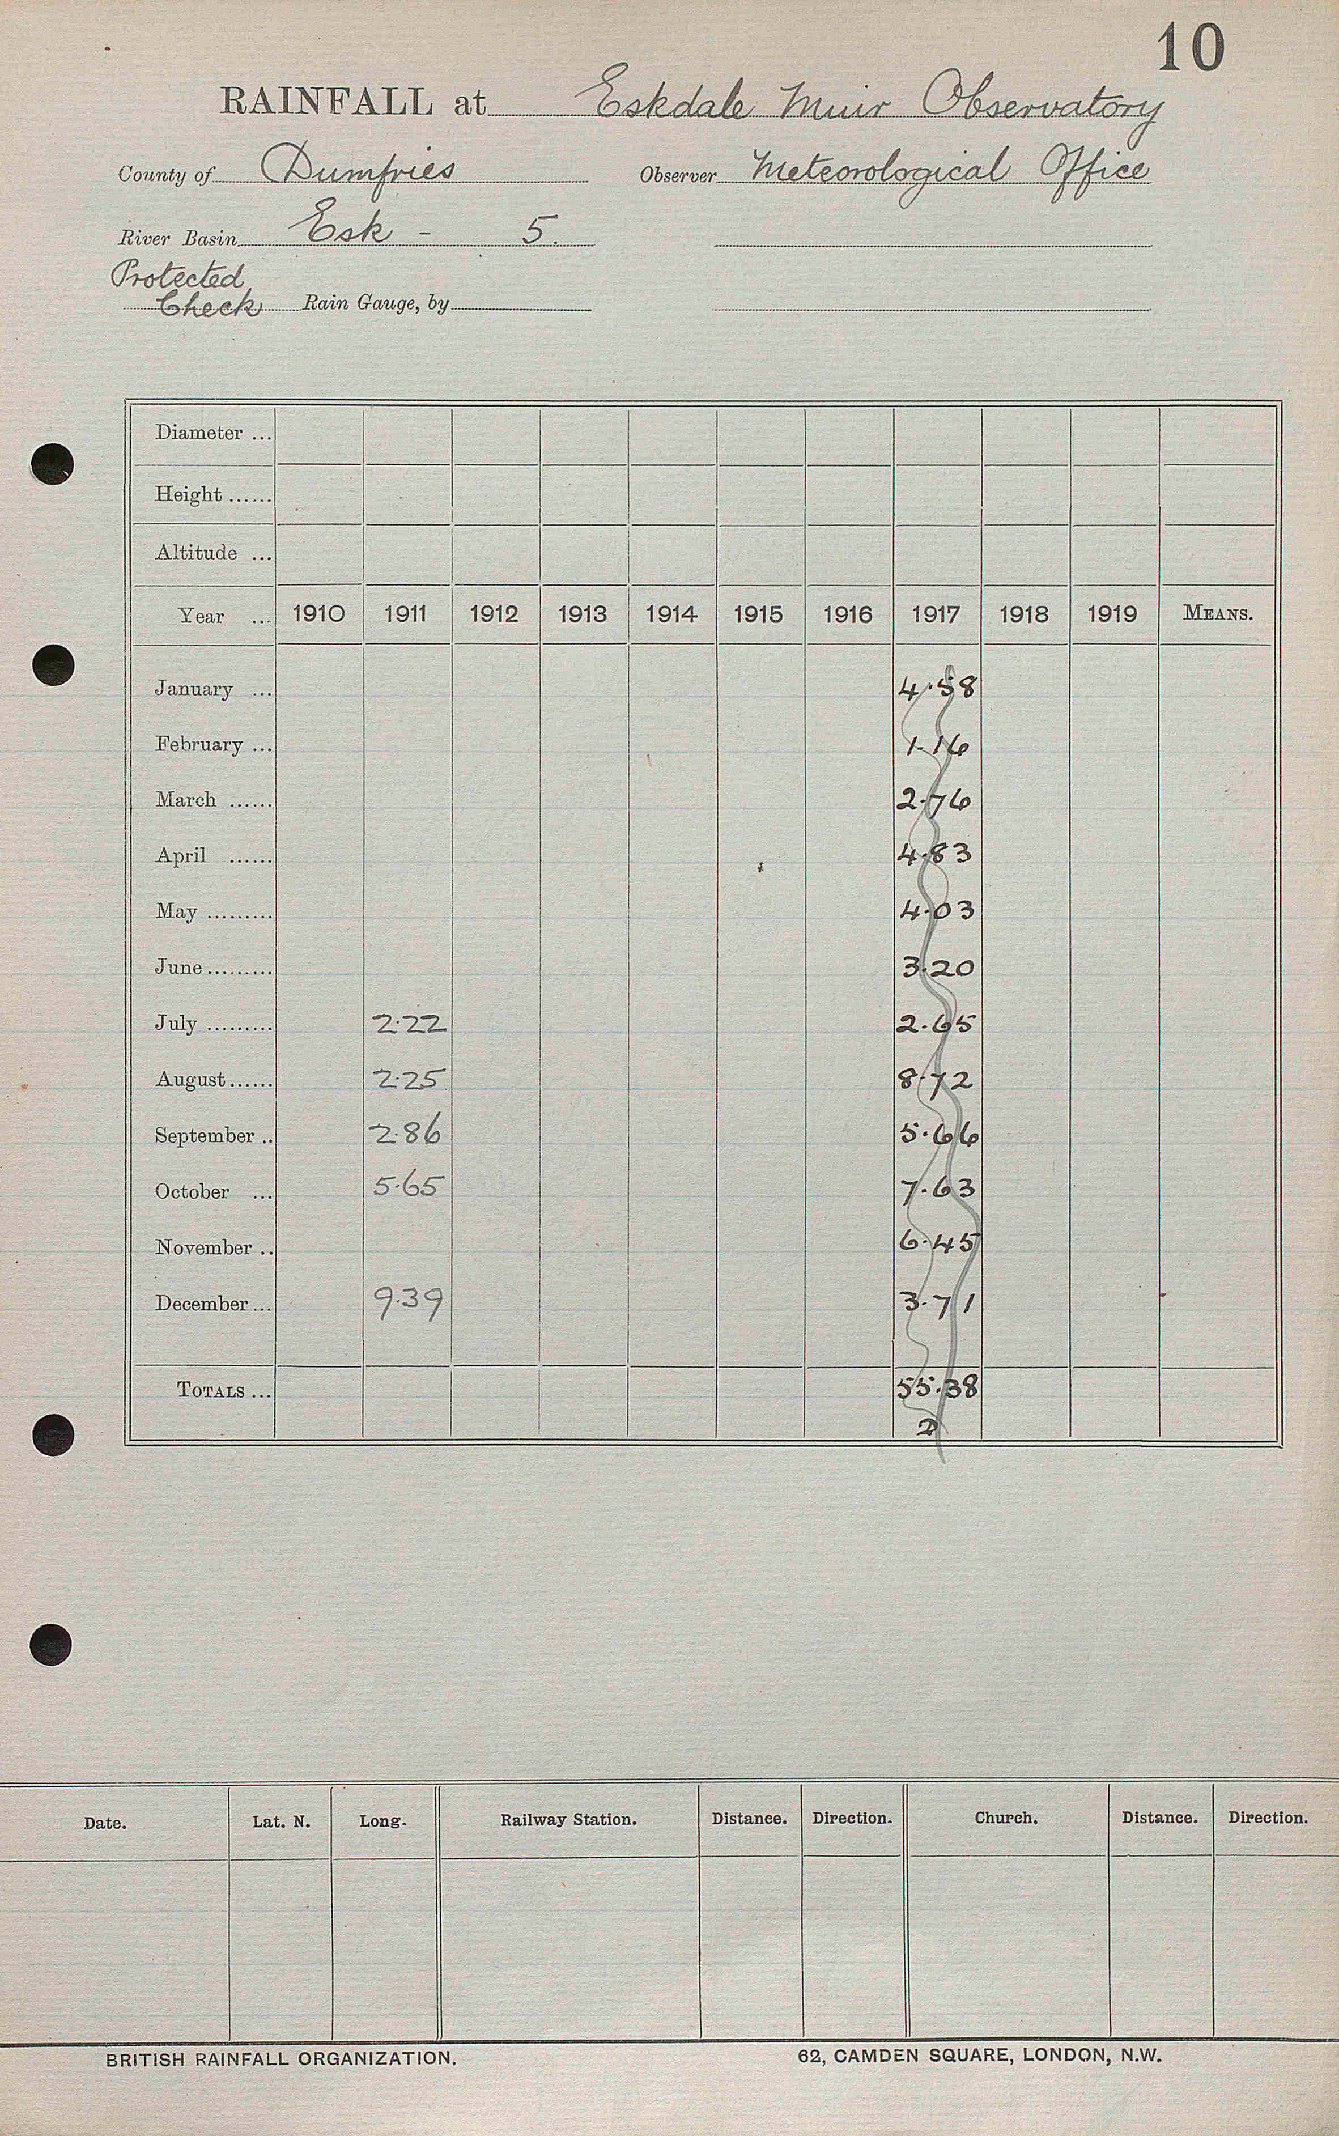 10
RAINFALL at Eskdale Muir Observatory
County of Dumfries Observer Meteorological Office
River Basin Esk - 5.
Protected
Check Rain Gauge, by
Diameter ...
Height ......
Altitude ...
Year ... 1910 1911 1912 1913 1914 1915 1916 1917 1918 1919 MEANS.
January ... 4.58
February ... 1.16
March ...... 2.76
April ...... 4.83
May ......... 4.03
June ......... 3.20
July ......... 2.22 2.65
August ...... 2.25 8.72
September .. 2.86 5.66
October ... 5.65 7.63
November .. 6.45
December ... 9.39 3.71
TOTALS ... 55.38
2
Date. Lat. N. Long. Railway Station. Distance. Direction. Church. Distance. Direction.
BRITISH RAINFALL ORGANIZATION. 62, CAMDEN SQUARE, LONDON, N.W.